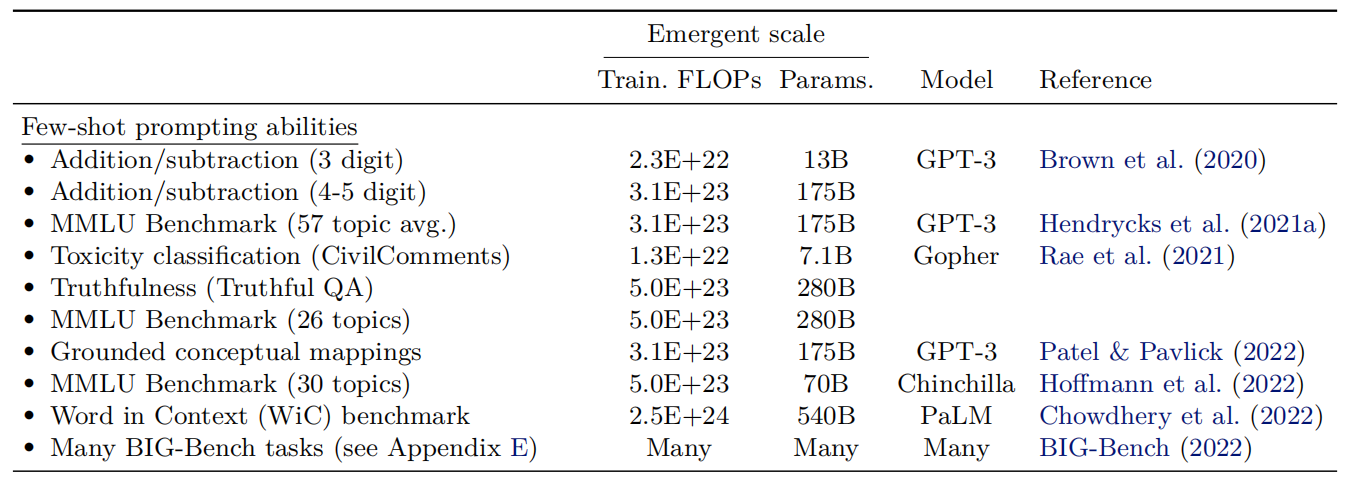 Emergent scale
Train. FLOPs Params. Model Reference
Few-shot prompting abilities
• Addition/subtraction (3 digit) 2.3E+22 13B GPT-3 Brown et al. (2020)
• Addition/subtraction (4-5 digit) 3.1E+23 175B
• MMLU Benchmark (57 topic avg.) 3.1E+23 175B GPT-3 Hendrycks et al. (2021a)
• Toxicity classification (CivilComments) 1.3E+22 7.1B Gopher Rae et al. (2021)
• Truthfulness (Truthful QA) 5.0E+23 280B
• MMLU Benchmark (26 topics) 5.0E+23 280B
• Grounded conceptual mappings 3.1E+23 175B GPT-3 Patel & Pavlick (2022)
• MMLU Benchmark (30 topics) 5.0E+23 70B Chinchilla Hoffmann et al. (2022)
• Word in Context (WiC) benchmark 2.5E+24 540B PaLM Chowdhery et al. (2022)
• Many BIG-Bench tasks (see Appendix E) Many Many Many BIG-Bench (2022)